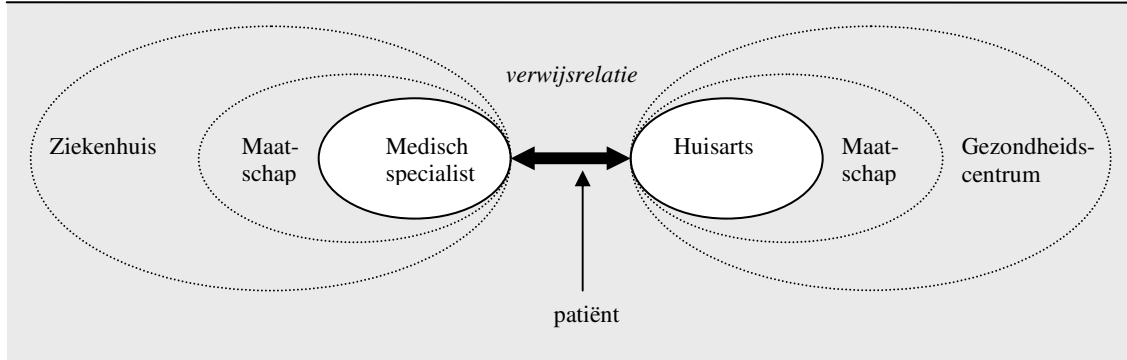 verwijsrelatie
Ziekenhuis
Maat-
schap
Medisch
specialist
Huisarts
Maat-
schap
Gezondheids-
centrum
patiënt